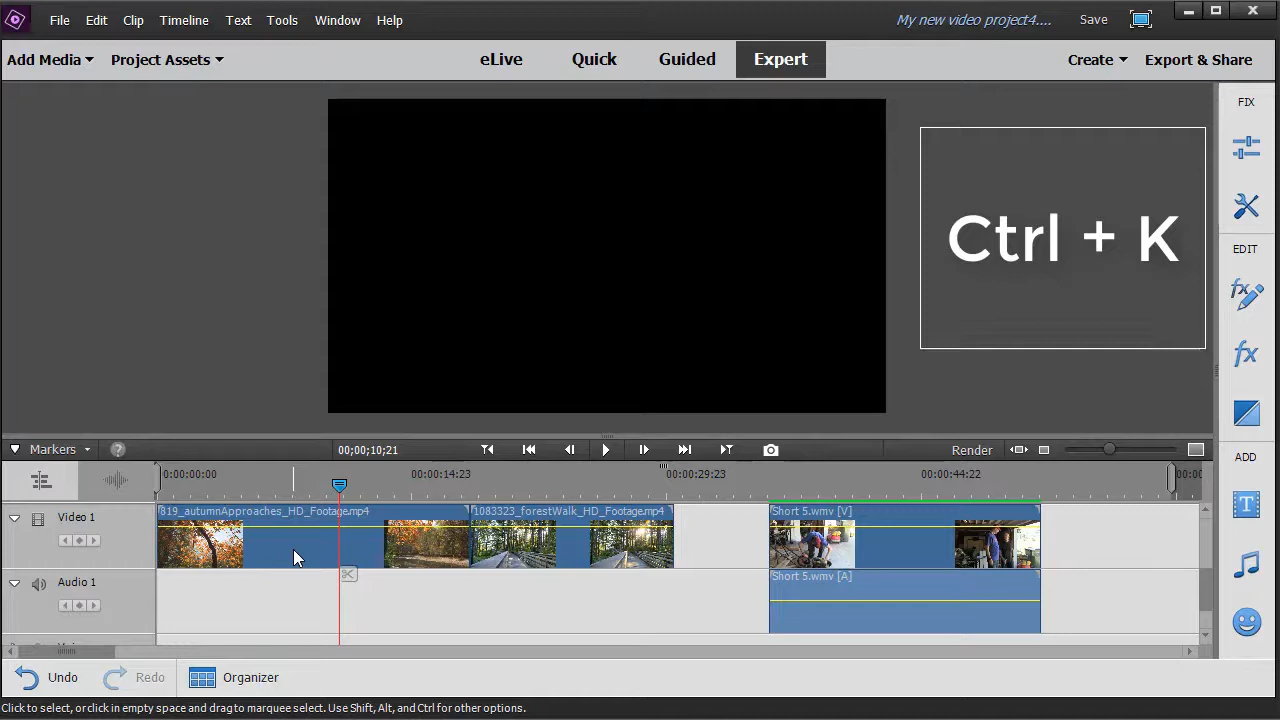 File Edit Clip Timeline Text Tools Window Help My new video project4.... Save
Add Media Project Assets eLive Quick Guided Expert Create Export & Share
FIX
Ctrl + K
EDIT
fx
fx
Markers ? 00;00;10;21 Render
ADD
0:00:00:00 00:00:14:23 00:00:29:23 00:00:44:22 00:00
Video 1 819_autumnApproaches_HD_Footage.mp4 1083323_forestWalk_HD_Footage.mp4 Short 5.wmv [V]
T
Audio 1 Short 5.wmv [A]
Undo Redo Organizer
Click to select, or click in empty space and drag to marquee select. Use Shift, Alt, and Ctrl for other options.